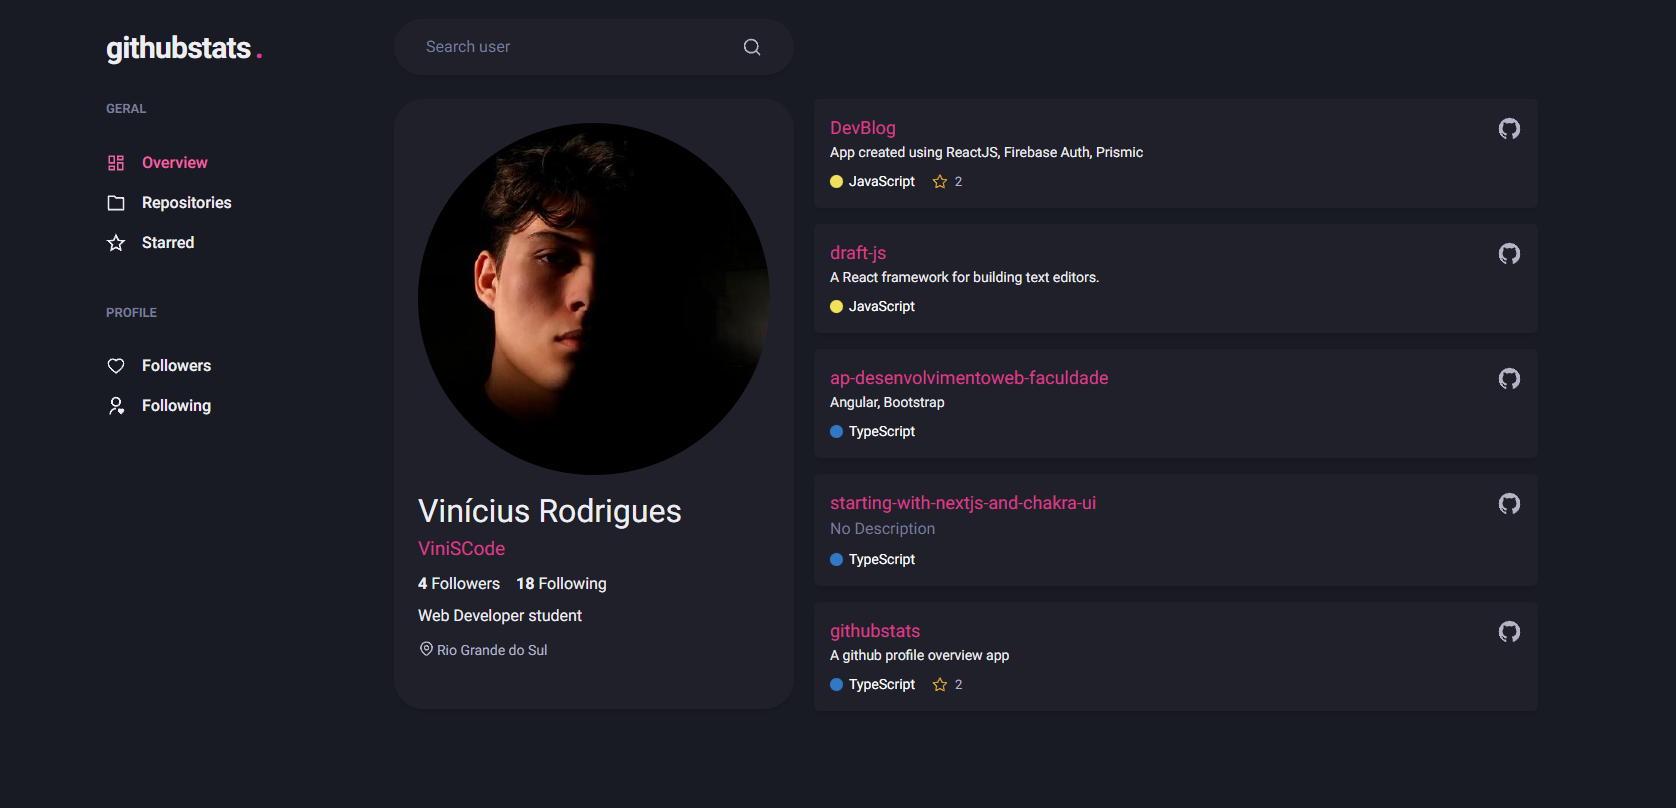 githubstats.
Search user
GERAL
Overview
Repositories
Starred
PROFILE
Followers
Following
Vinícius Rodrigues
ViniSCode
4 Followers 18 Following
Web Developer student
Rio Grande do Sul
DevBlog
App created using ReactJS, Firebase Auth, Prismic
JavaScript 2
draft-js
A React framework for building text editors.
JavaScript
ap-desenvolvimentoweb-faculdade
Angular, Bootstrap
TypeScript
starting-with-nextjs-and-chakra-ui
No Description
TypeScript
githubstats
A github profile overview app
TypeScript 2